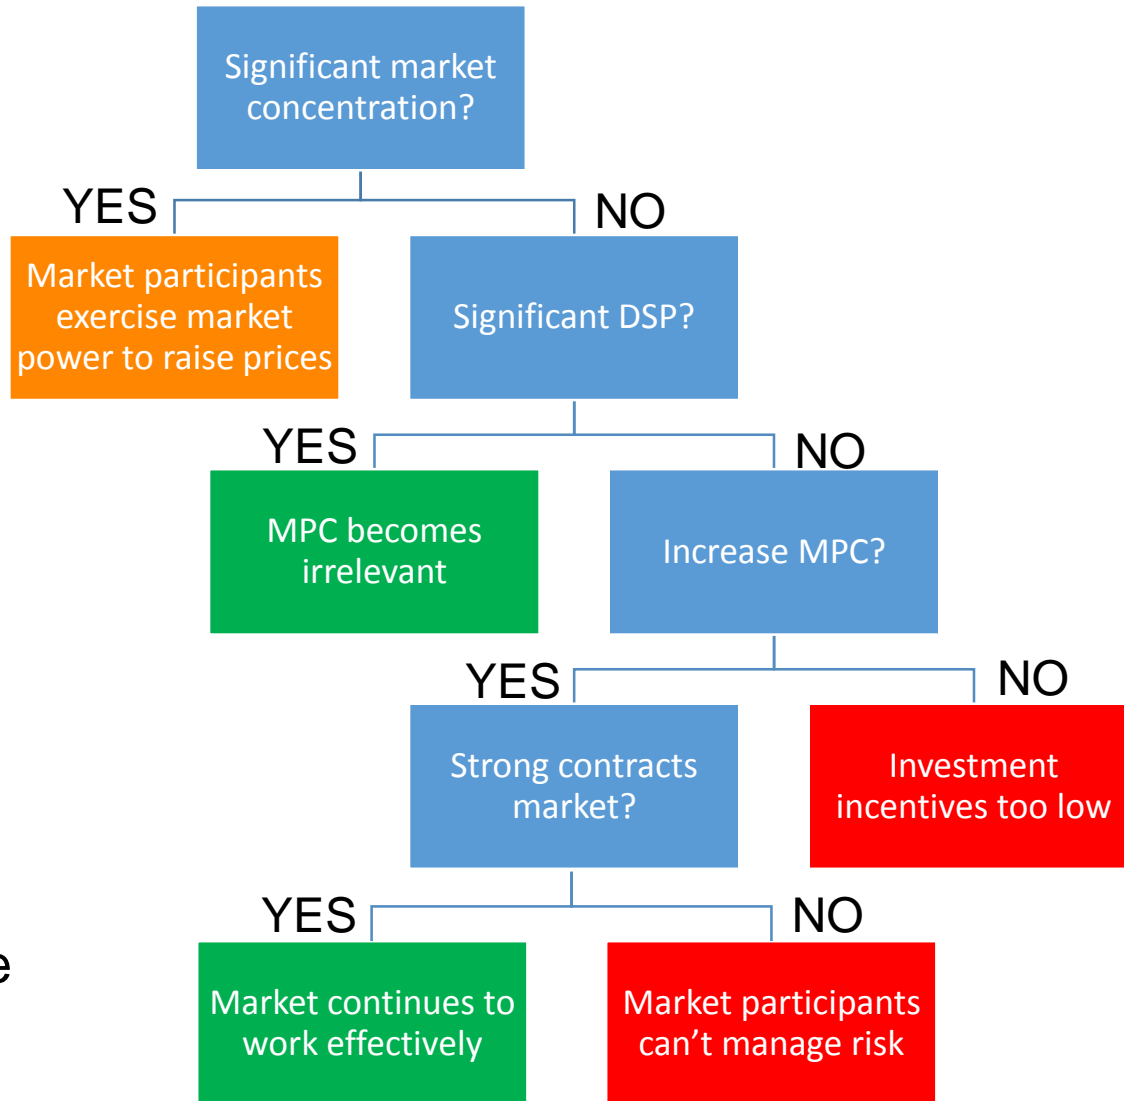 Significant market
concentration?
YES
NO
Market participants
exercise market
power to raise prices
Significant DSP?
YES
NO
MPC becomes
irrelevant
Increase MPC?
YES
NO
Strong contracts
market?
Investment
incentives too low
YES
NO
e
Market continues to
work effectively
Market participants
can’t manage risk